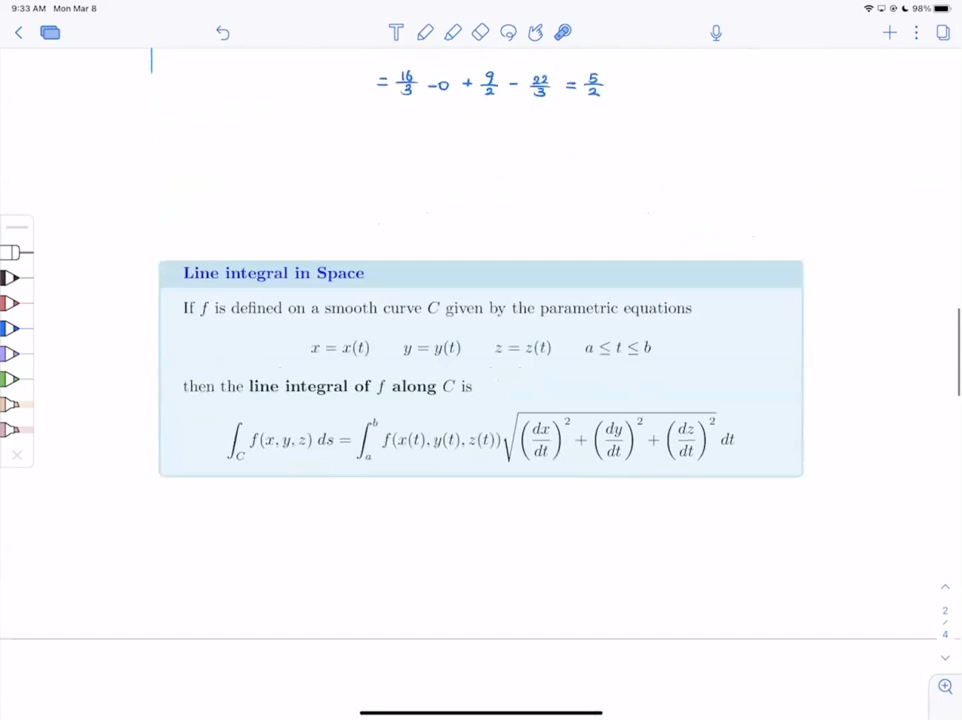 9:33 AM Mon Mar 8
98%
= 16/3 - 0 + 9/2 - 22/3 = 5/2
Line integral in Space
If f is defined on a smooth curve C given by the parametric equations
x = x(t) y = y(t) z = z(t) a ≤ t ≤ b
then the line integral of f along C is
∫_C f(x, y, z) ds = ∫_a^b f(x(t), y(t), z(t)) √((dx/dt)² + (dy/dt)² + (dz/dt)²) dt
2
/
4